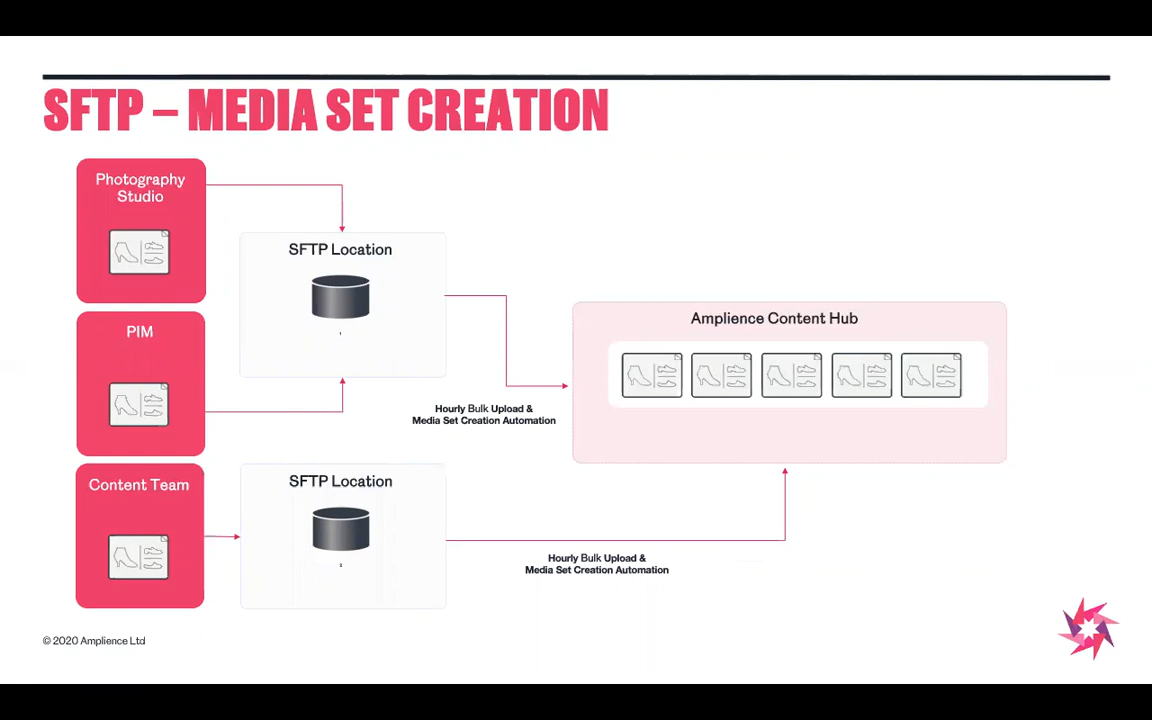 SFTP – MEDIA SET CREATION
Photography
Studio
SFTP Location
PIM
Amplience Content Hub
Hourly Bulk Upload &
Media Set Creation Automation
Content Team
SFTP Location
Hourly Bulk Upload &
Media Set Creation Automation
© 2020 Amplience Ltd